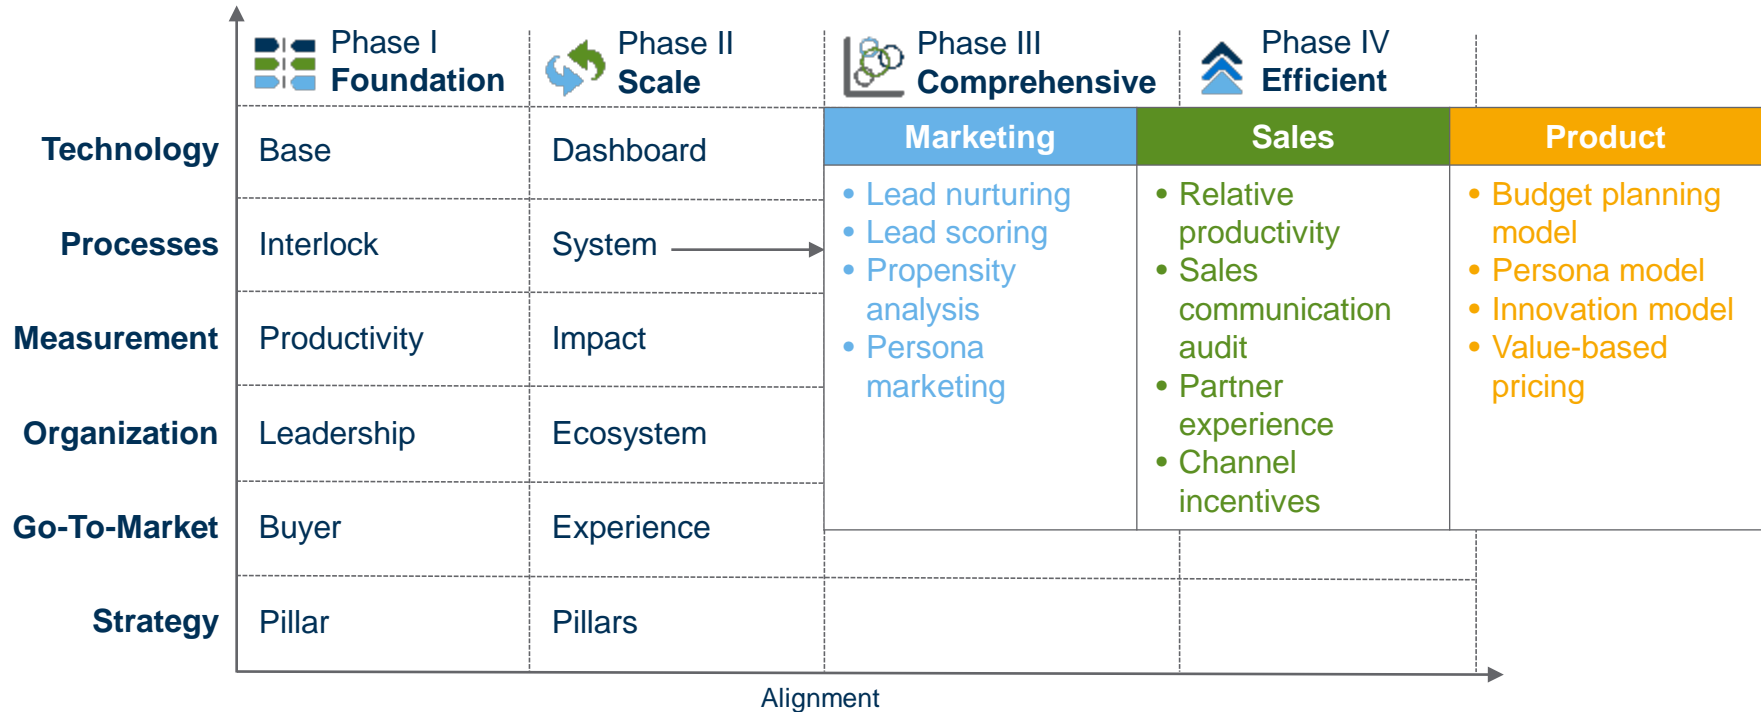 Phase I
Foundation
Phase II
Scale
Phase III
Comprehensive
Phase IV
Efficient
Technology
Base
Dashboard
Processes
Interlock
System
Measurement
Productivity
Impact
Organization
Leadership
Ecosystem
Go-To-Market
Buyer
Experience
Strategy
Pillar
Pillars
Marketing
• Lead nurturing
• Lead scoring
• Propensity
analysis
• Persona
marketing
Sales
• Relative
productivity
• Sales
communication
audit
• Partner
experience
• Channel
incentives
Product
• Budget planning
model
• Persona model
• Innovation model
• Value-based
pricing
Alignment